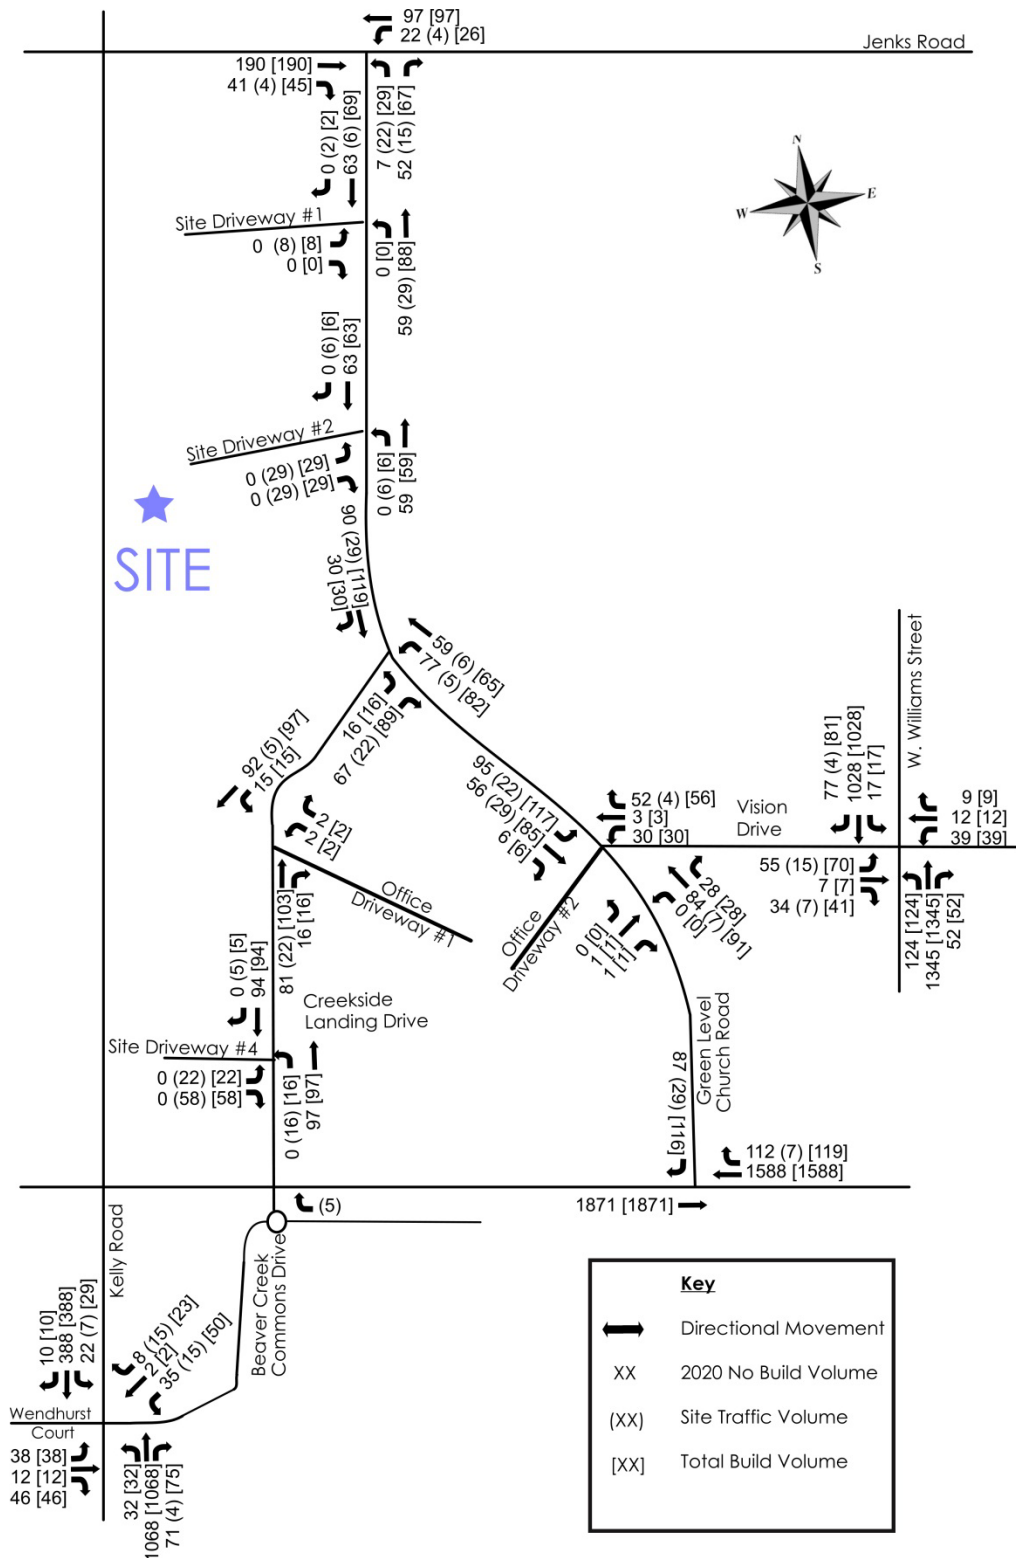 97 [97]
22 (4) [26]
Jenks Road
190 [190]
41 (4) [45]
0 (2) [2]
63 (6) [69]
7 (22) [29]
52 (15) [67]
N
E
W
S
Site Driveway #1
0 (8) [8]
0 [0]
0 [0]
59 (29) [88]
0 (6) [6]
63 [63]
Site Driveway #2
0 (29) [29]
0 (29) [29]
0 (6) [6]
59 [59]
SITE
90 (29) [119]
30 [30]
59 (6) [65]
77 (5) [82]
16 [16]
67 (22) [89]
92 (5) [97]
15 [15]
2 [2]
2 [2]
95 (22) [117]
56 (29) [85]
6 [6]
52 (4) [56]
3 [3]
30 [30]
Vision
Drive
W. Williams Street
77 (4) [81]
1028 [1028]
17 [17]
9 [9]
12 [12]
39 [39]
55 (15) [70]
7 [7]
34 (7) [41]
124 [124]
1345 [1345]
52 [52]
Office
Driveway #1
81 (22) [103]
16 [16]
Office
Driveway #2
28 [28]
84 (7) [91]
0 [0]
0 [0]
1 [1]
1 [1]
0 (5) [5]
94 [94]
Creekside
Landing Drive
Site Driveway #4
0 (22) [22]
0 (58) [58]
0 (16) [16]
97 [97]
Green Level
Church Road
87 (29) [116]
112 (7) [119]
1588 [1588]
1871 [1871]
(5)
Kelly Road
Beaver Creek
Commons Drive
10 [10]
388 [388]
22 (7) [29]
8 (15) [23]
2 [2]
35 (15) [50]
Wendhurst
Court
38 [38]
12 [12]
46 [46]
32 [32]
1068 [1068]
71 (4) [75]
Key
Directional Movement
XX 2020 No Build Volume
(XX) Site Traffic Volume
[XX] Total Build Volume